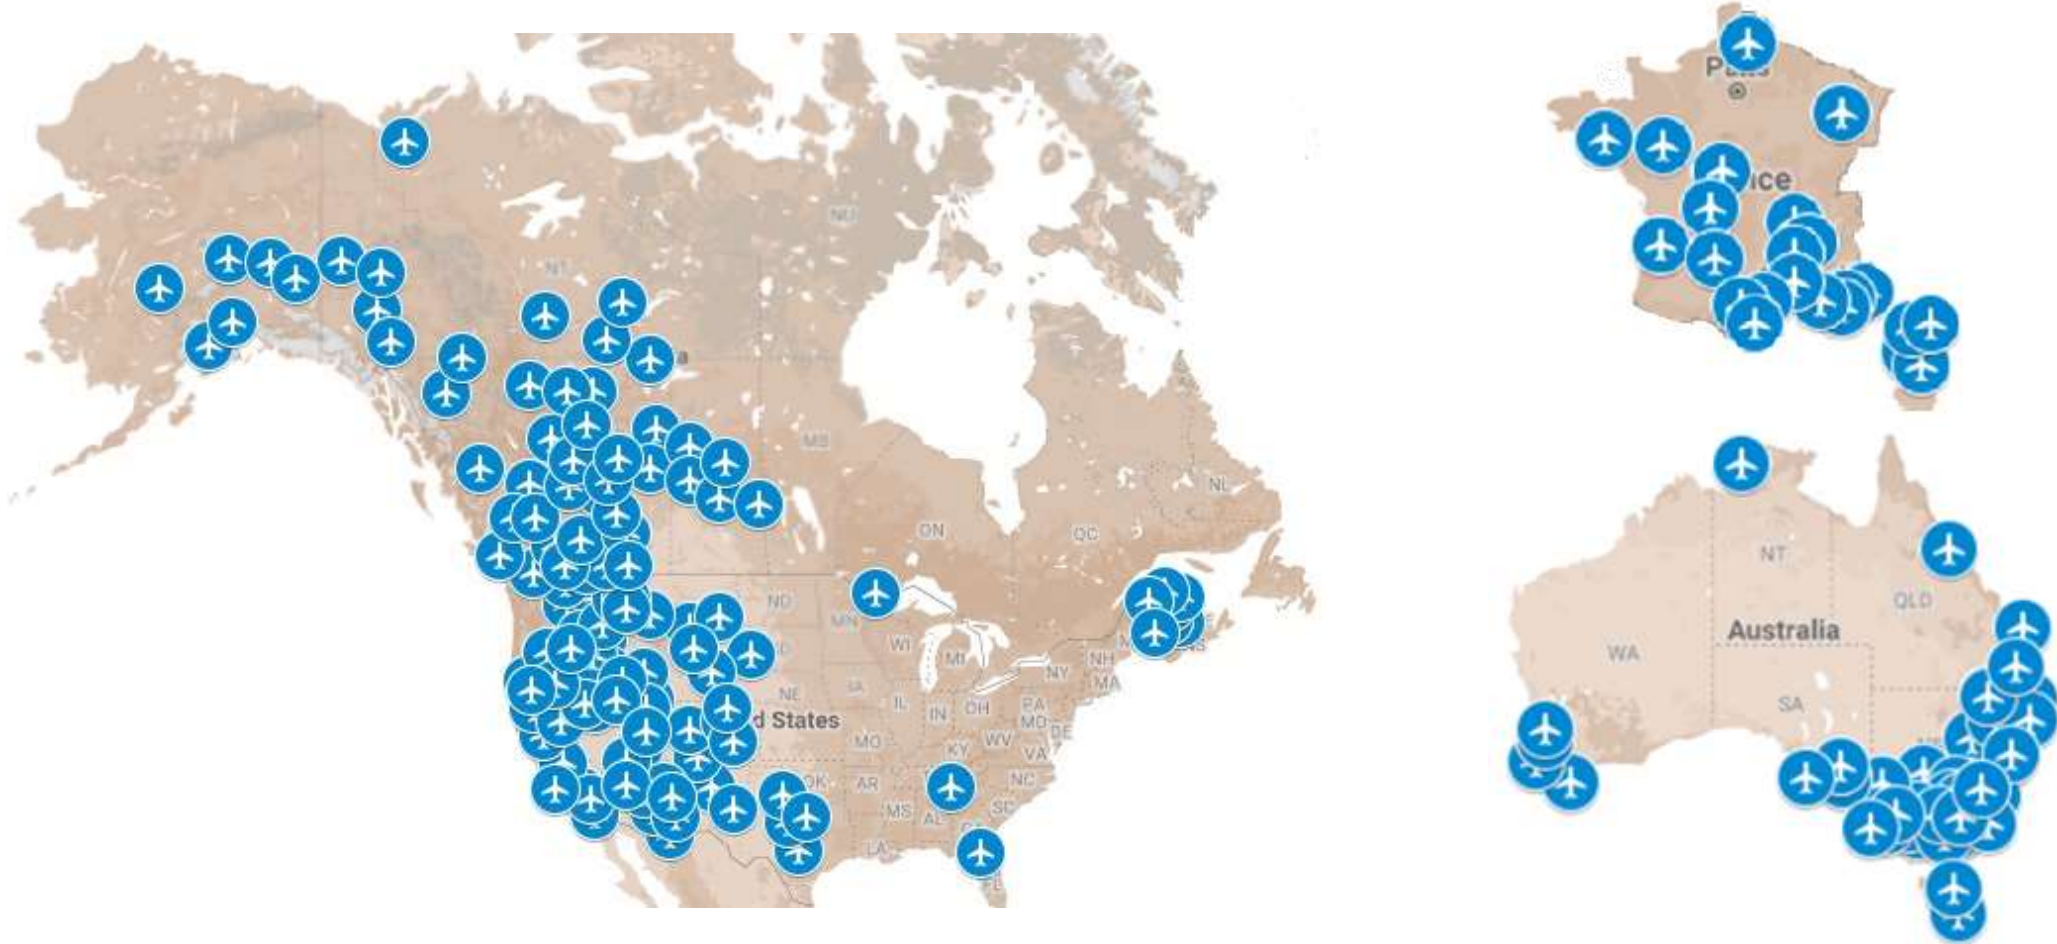 NU
NT
MB
NL
ON
QC
ND
MN
WI
MI
NH
NY
MA
NE
IA
IL
IN
OH
PA
MD
DE
d States
MO
KY
WV
VA
OK
AR
NC
MS
AL
SC
LA
ice
NT
QLD
Australia
WA
SA